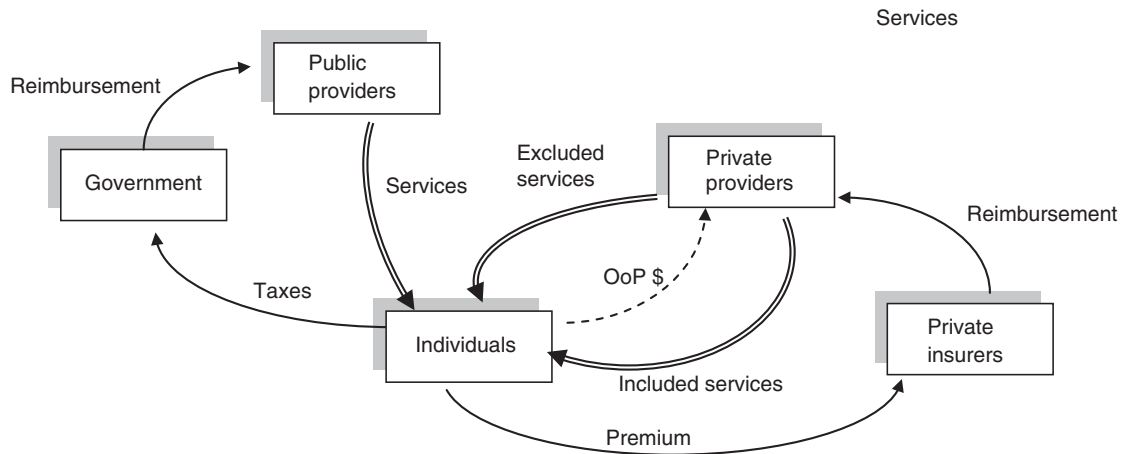 Services
Public
providers
Reimbursement
Government
Services
Excluded
services
Private
providers
Reimbursement
OoP $
Taxes
Individuals
Private
insurers
Included services
Premium